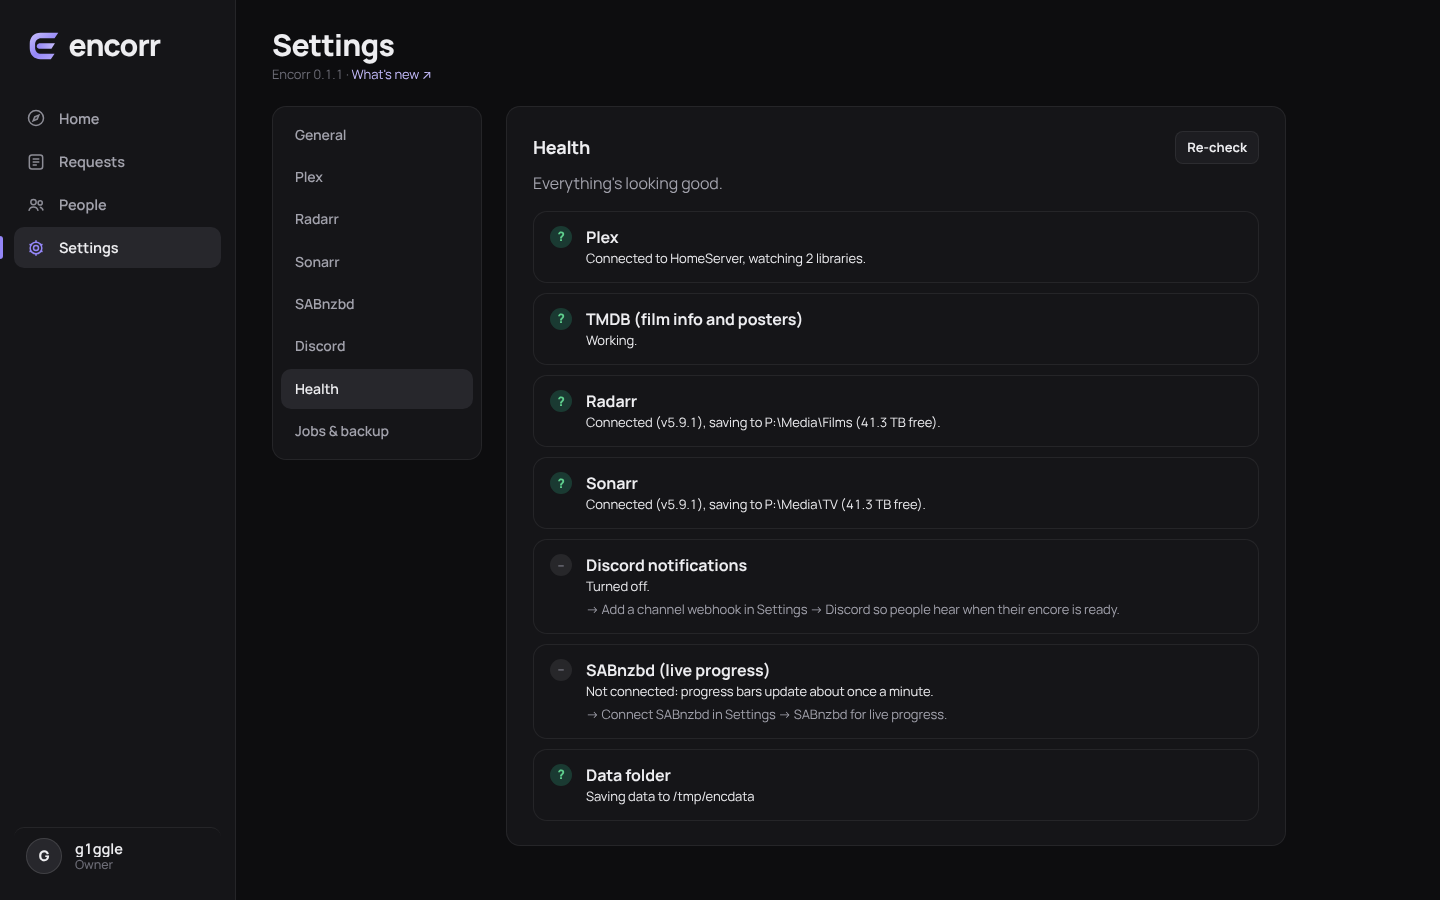 encorr
Home
Requests
People
Settings
G
g1ggle
Owner
Settings
Encorr 0.1.1 · What's new ↗
General
Plex
Radarr
Sonarr
SABnzbd
Discord
Health
Jobs & backup
Health
Re-check
Everything's looking good.
?
Plex
Connected to HomeServer, watching 2 libraries.
?
TMDB (film info and posters)
Working.
?
Radarr
Connected (v5.9.1), saving to P:\Media\Films (41.3 TB free).
?
Sonarr
Connected (v5.9.1), saving to P:\Media\TV (41.3 TB free).
–
Discord notifications
Turned off.
→ Add a channel webhook in Settings → Discord so people hear when their encore is ready.
–
SABnzbd (live progress)
Not connected: progress bars update about once a minute.
→ Connect SABnzbd in Settings → SABnzbd for live progress.
?
Data folder
Saving data to /tmp/encdata